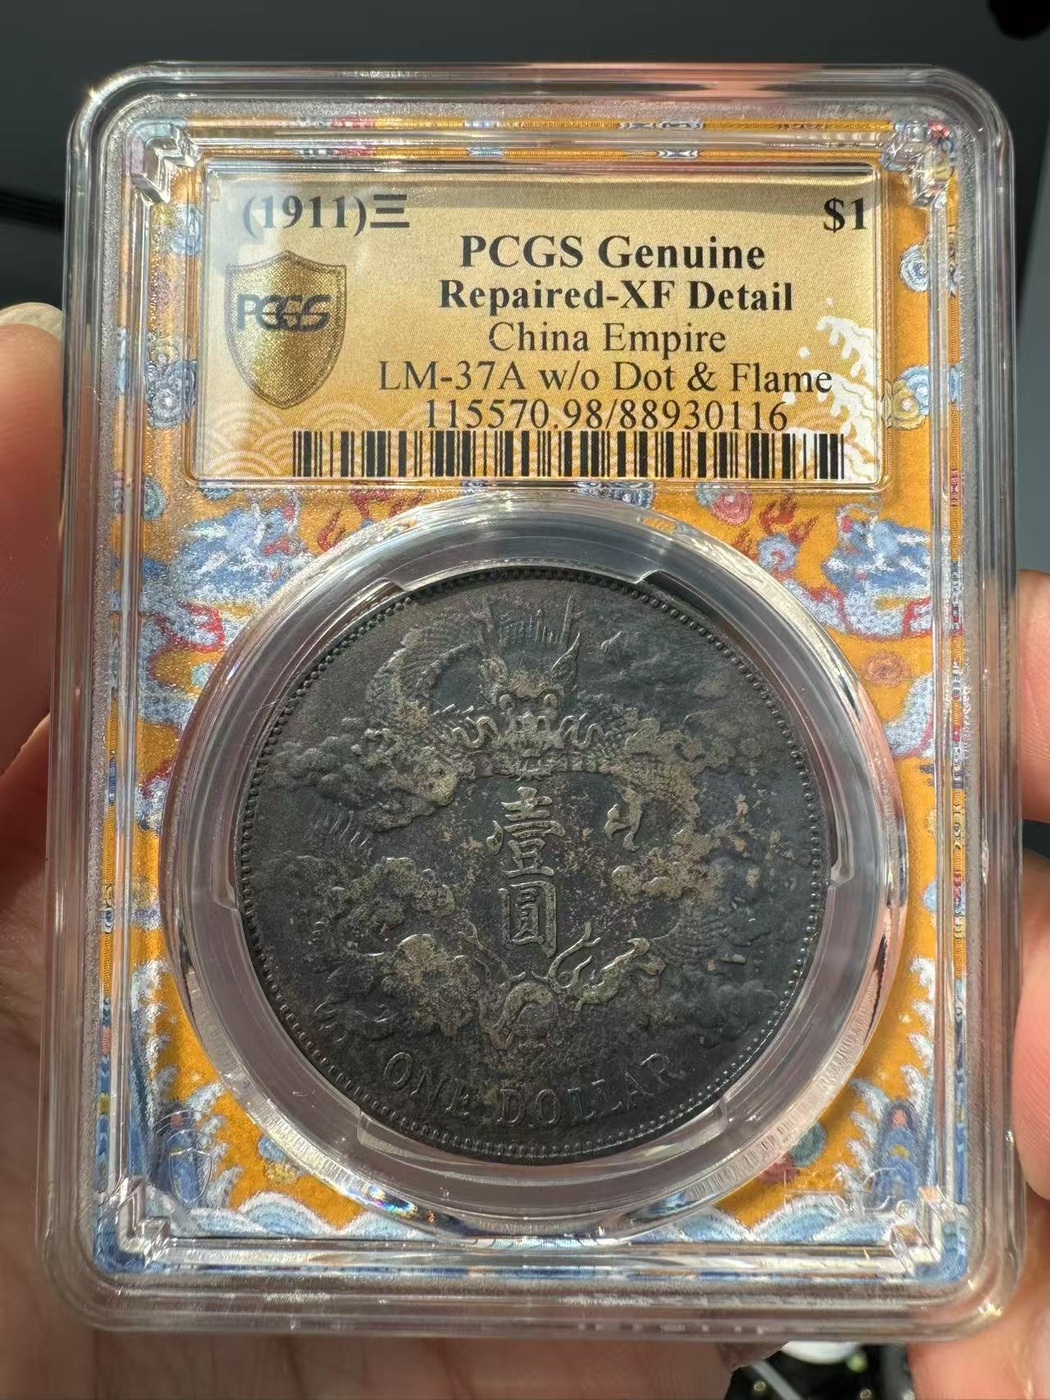 (1911)三 $1
PCGS Genuine
PCGS
Repaired-XF Detail
China Empire
LM-37A w/o Dot & Flame
115570.98/88930116
壹
圓
ONE DOLLAR